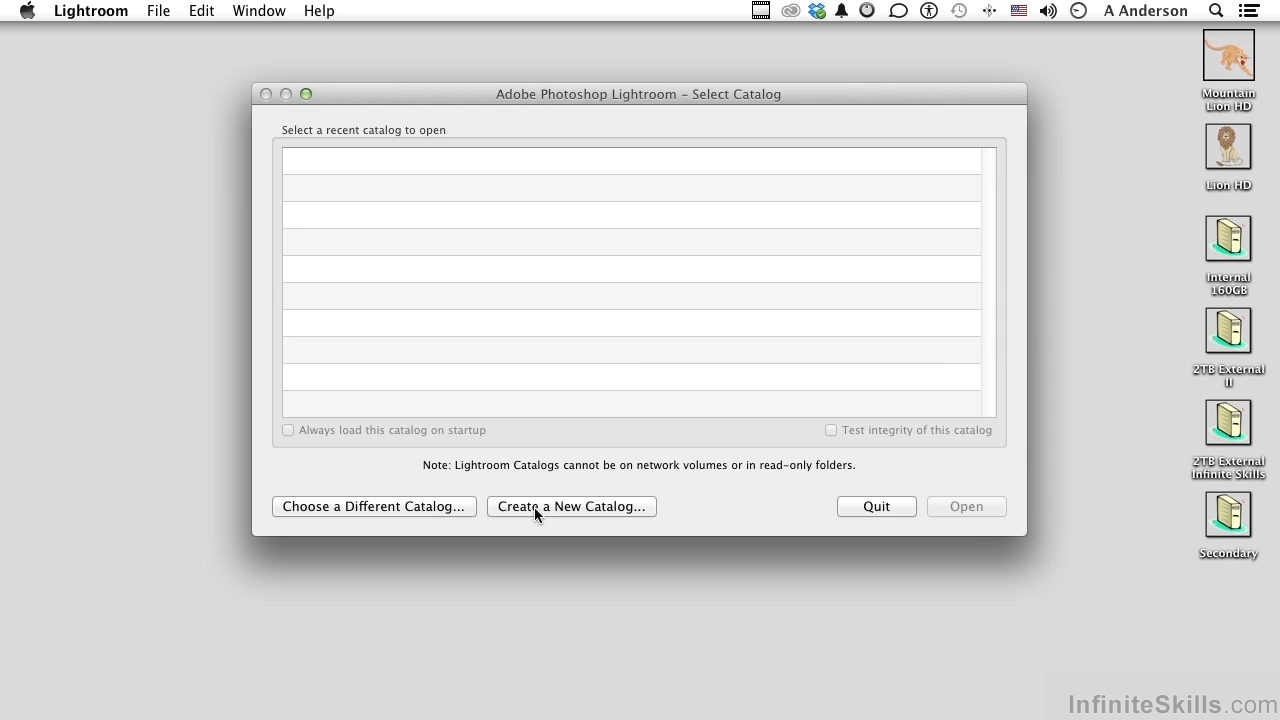 Lightroom File Edit Window Help A Anderson
Adobe Photoshop Lightroom – Select Catalog
Select a recent catalog to open
Always load this catalog on startup
Test integrity of this catalog
Note: Lightroom Catalogs cannot be on network volumes or in read-only folders.
Choose a Different Catalog...
Create a New Catalog...
Quit
Open
Mountain
Lion HD
Lion HD
Internal
160GB
2TB External
II
2TB External
Infinite Skills
Secondary
InfiniteSkills.com